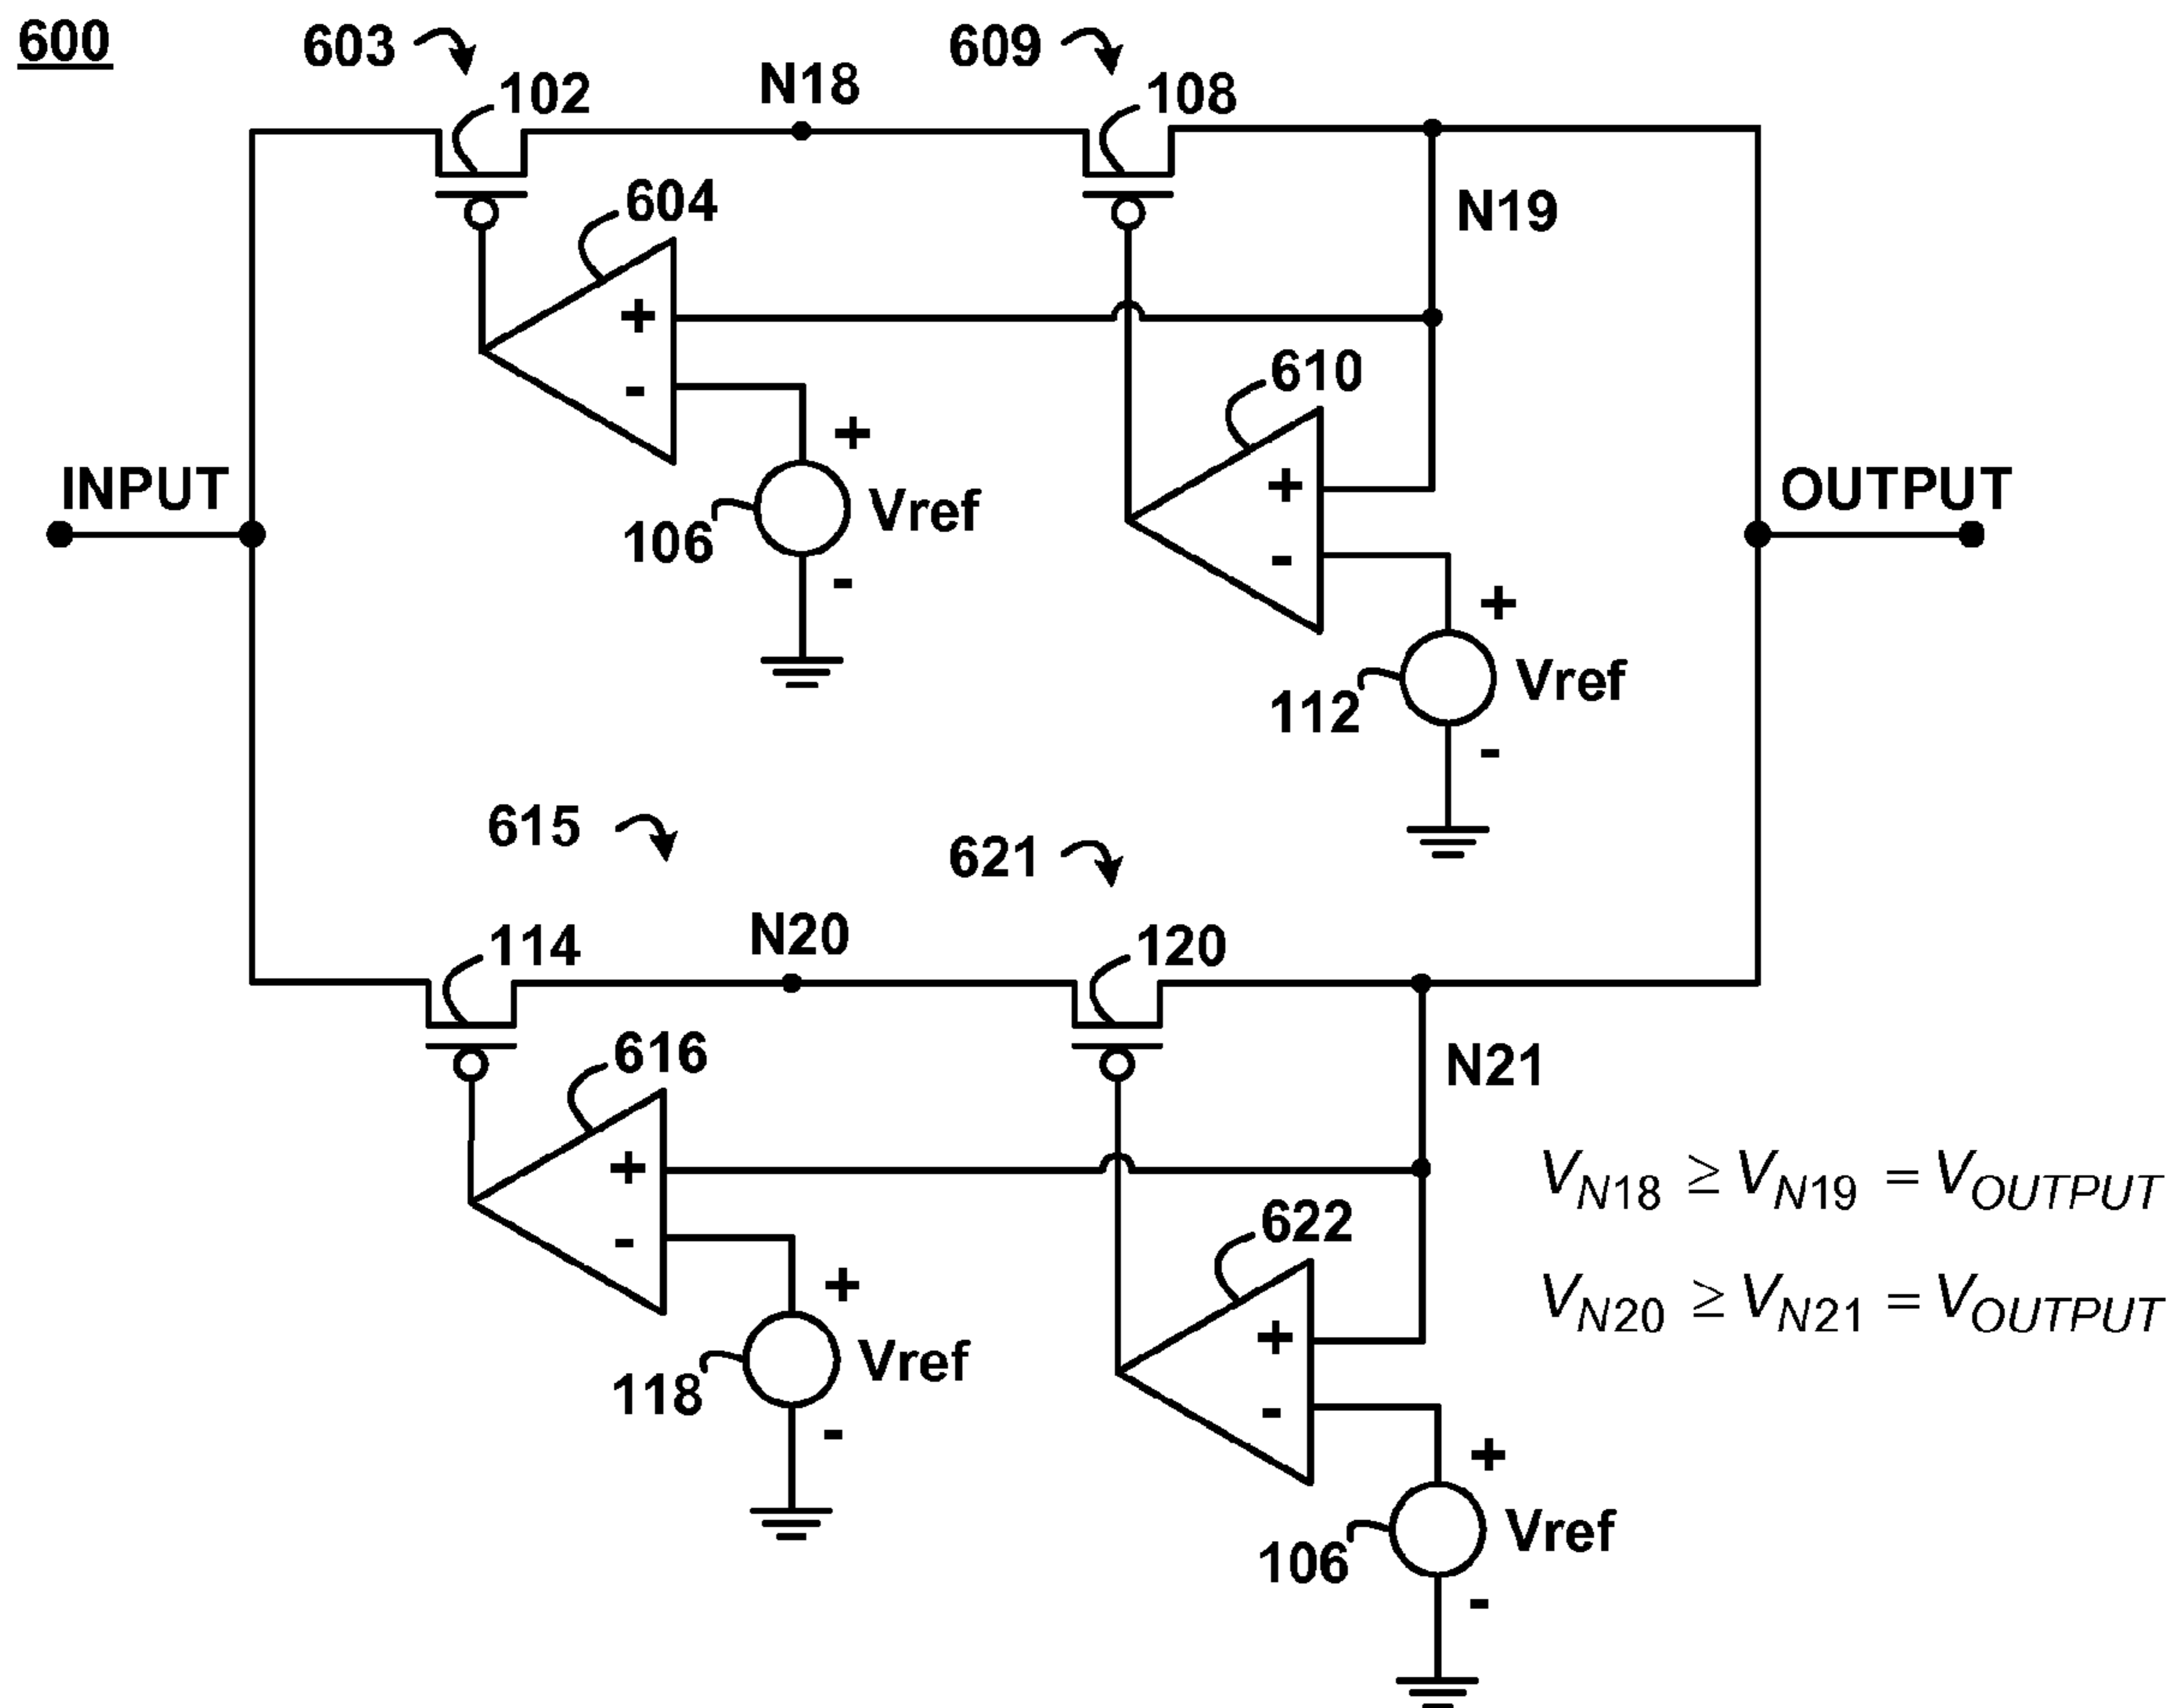 600
603
609
102
N18
108
604
N19
+
-
610
+
INPUT
106
Vref
-
+
-
OUTPUT
+
112
Vref
-
615
621
114
N20
120
616
N21
+
-
622
+
118
Vref
-
+
-
+
106
Vref
-
V_N18 ≥ V_N19 = V_OUTPUT
V_N20 ≥ V_N21 = V_OUTPUT